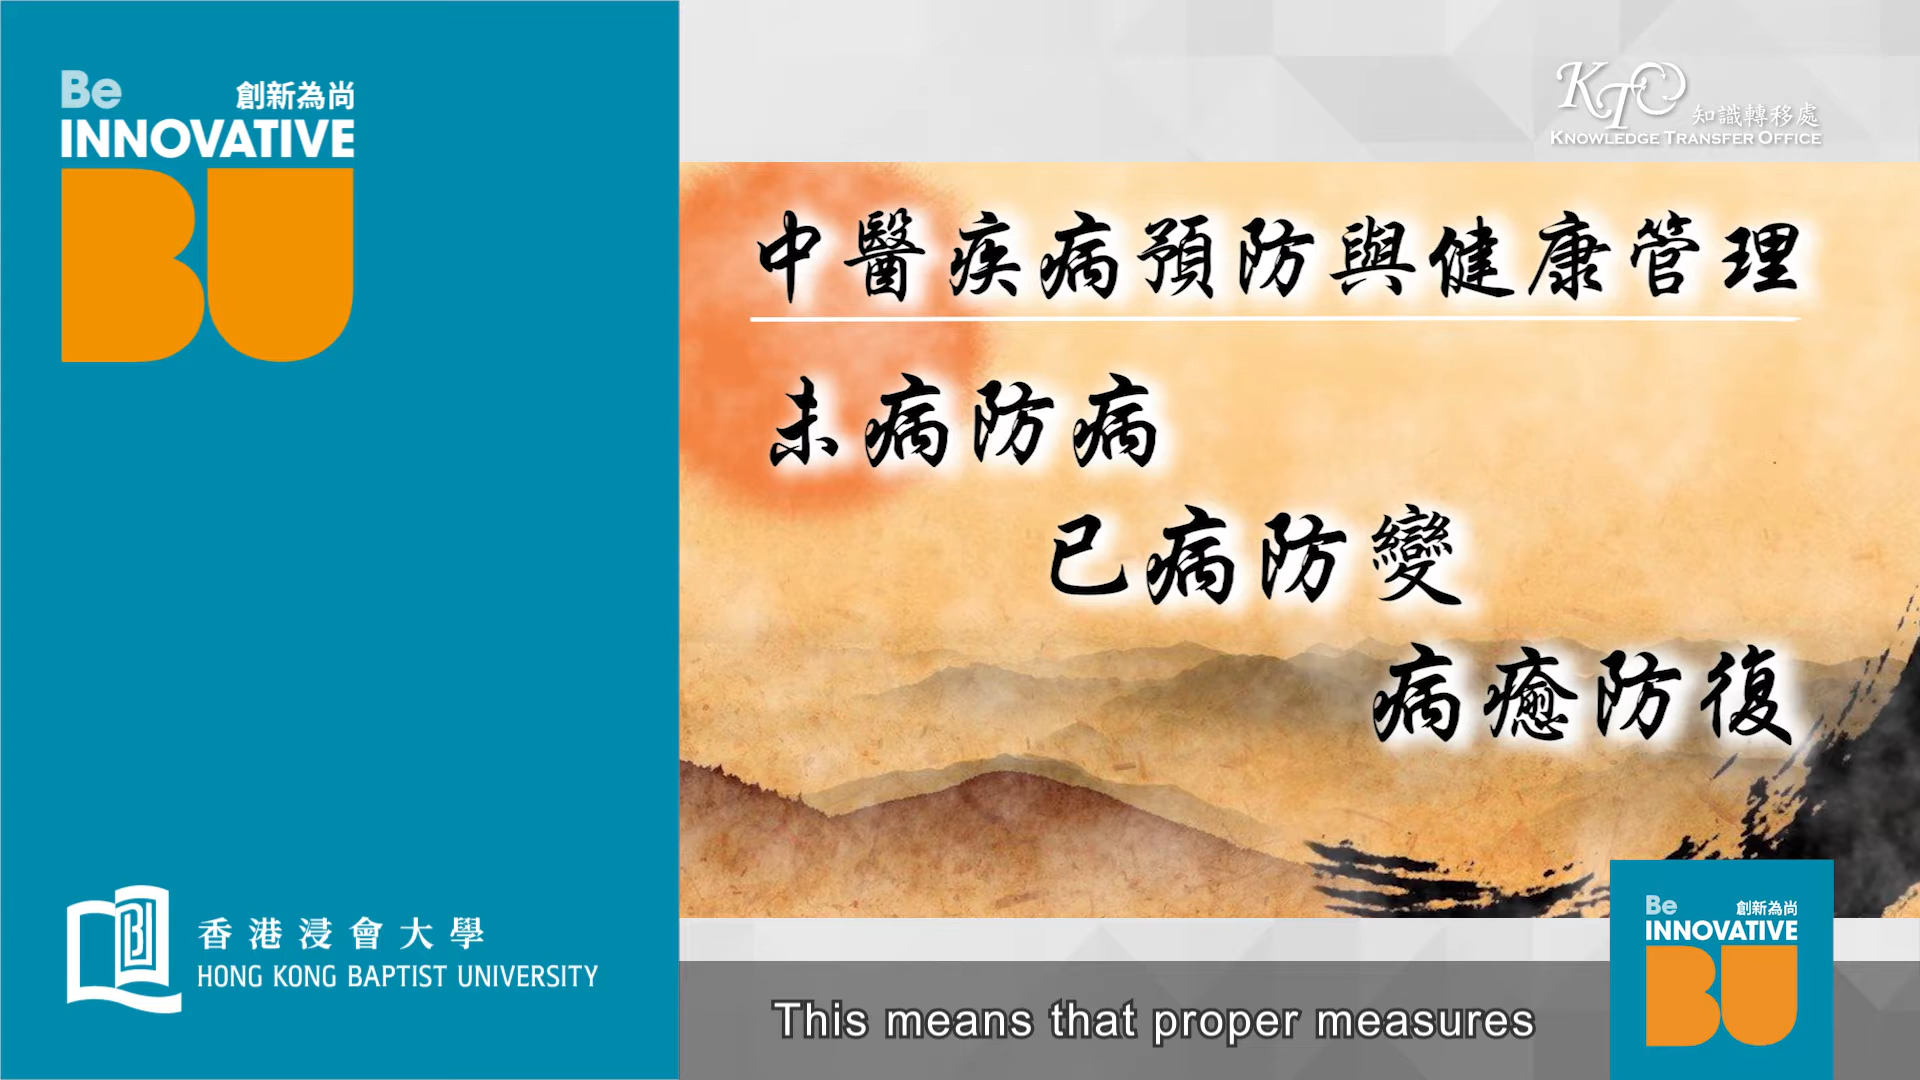 Be 創新為尚
INNOVATIVE
BU
香港浸會大學
HONG KONG BAPTIST UNIVERSITY
KTO 知識轉移處
KNOWLEDGE TRANSFER OFFICE
中醫疾病預防與健康管理
未病防病
已病防變
病癒防復
This means that proper measures
Be 創新為尚
INNOVATIVE
BU